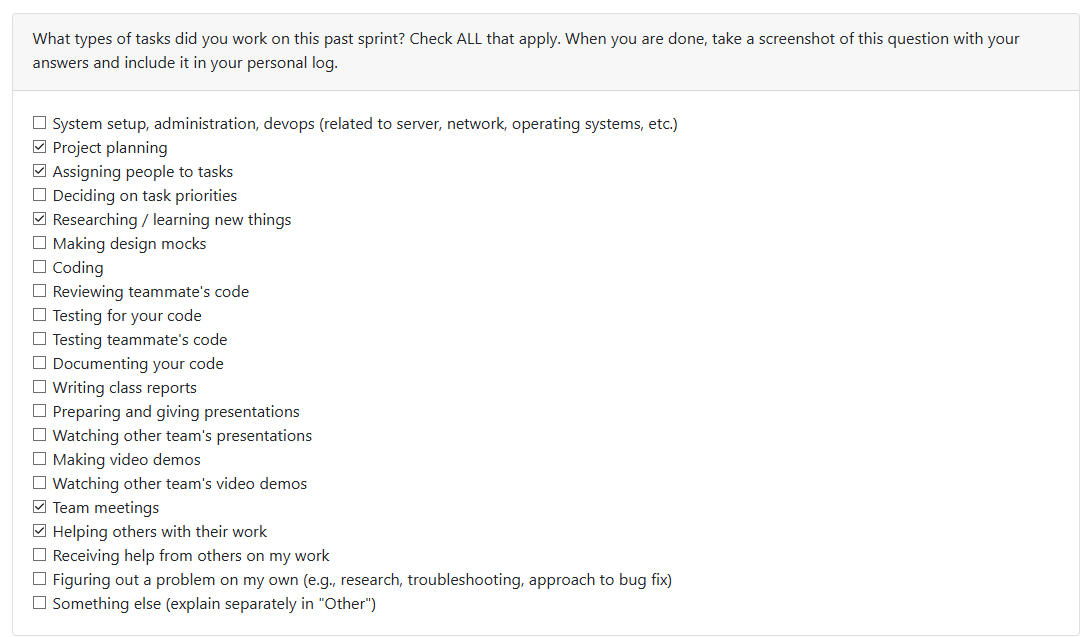 What types of tasks did you work on this past sprint? Check ALL that apply. When you are done, take a screenshot of this question with your
answers and include it in your personal log.
System setup, administration, devops (related to server, network, operating systems, etc.)
Project planning
Assigning people to tasks
Deciding on task priorities
Researching / learning new things
Making design mocks
Coding
Reviewing teammate's code
Testing for your code
Testing teammate's code
Documenting your code
Writing class reports
Preparing and giving presentations
Watching other team's presentations
Making video demos
Watching other team's video demos
Team meetings
Helping others with their work
Receiving help from others on my work
Figuring out a problem on my own (e.g., research, troubleshooting, approach to bug fix)
Something else (explain separately in "Other")